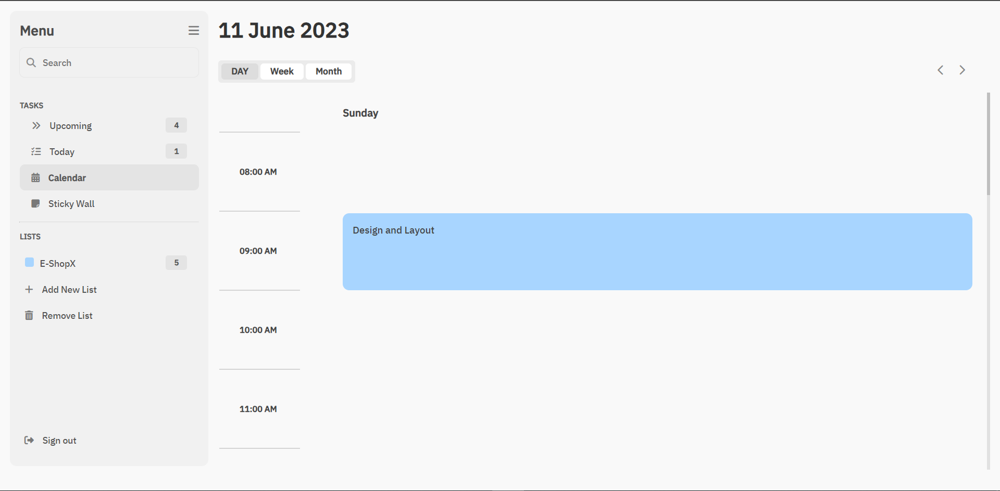 Menu
Search
TASKS
Upcoming 4
Today 1
Calendar
Sticky Wall
LISTS
E-ShopX 5
Add New List
Remove List
Sign out
11 June 2023
DAY Week Month
Sunday
08:00 AM
Design and Layout
09:00 AM
10:00 AM
11:00 AM